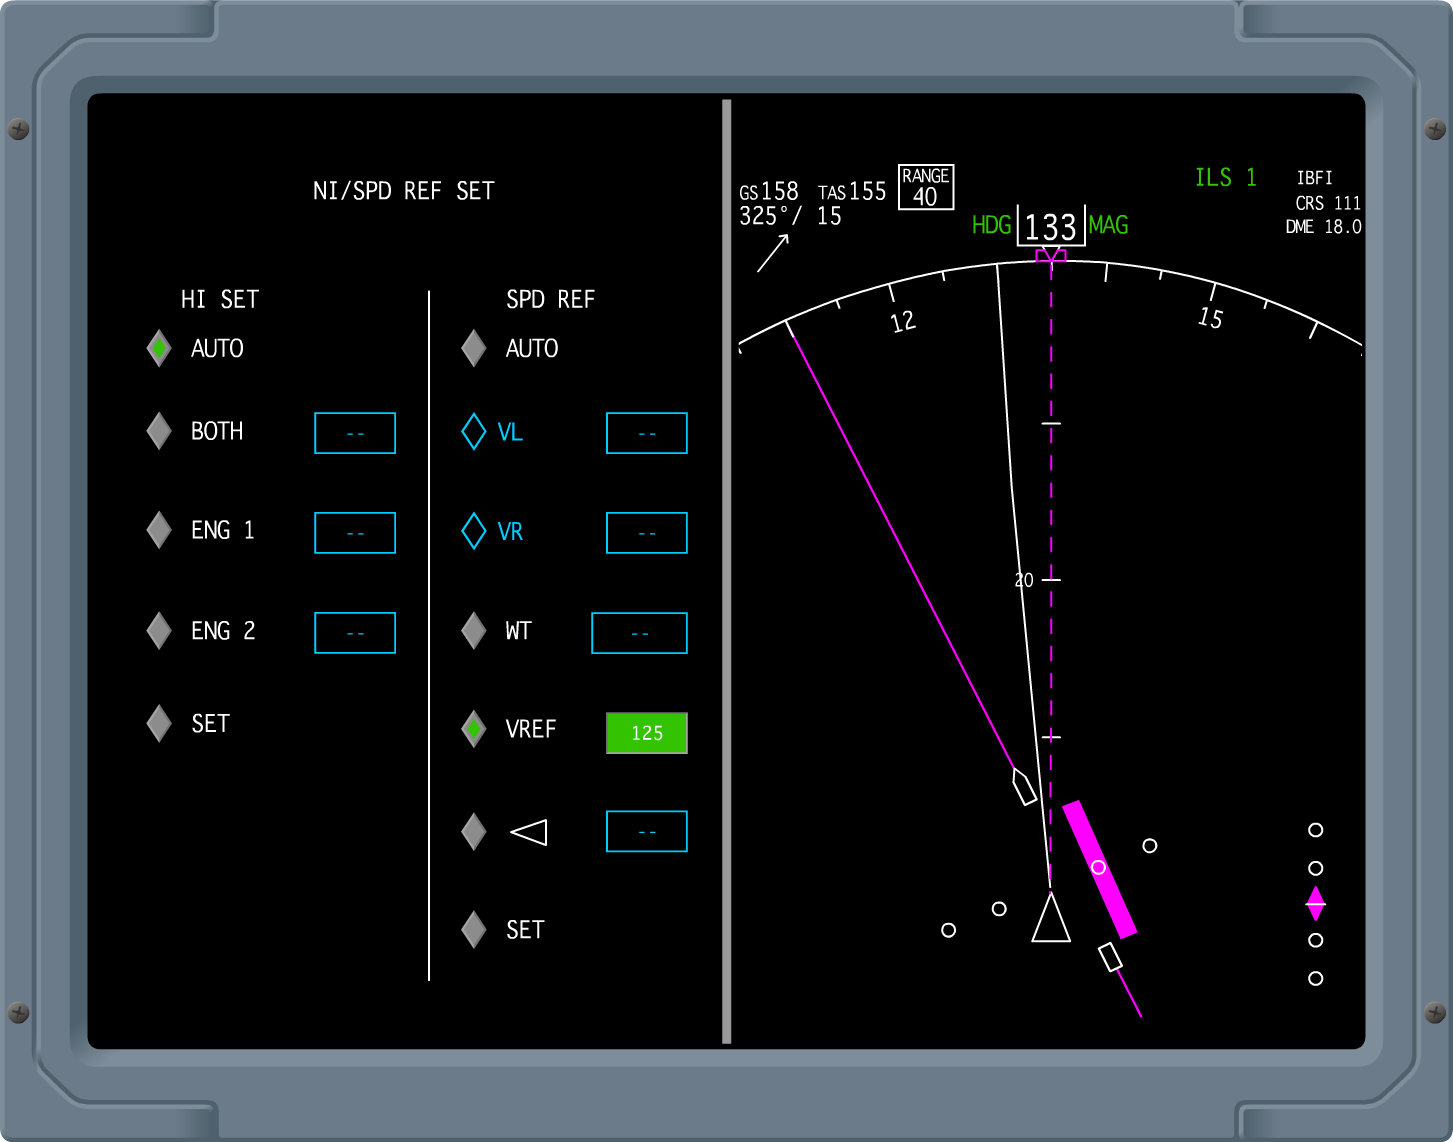 NI/SPD REF SET
HI SET
AUTO
BOTH --
ENG 1 --
ENG 2 --
SET
SPD REF
AUTO
VL --
VR --
WT --
VREF 125
--
SET
GS158 TAS155
325°/ 15
RANGE
40
HDG 133 MAG
ILS 1
IBFI
CRS 111
DME 18.0
12
15
20